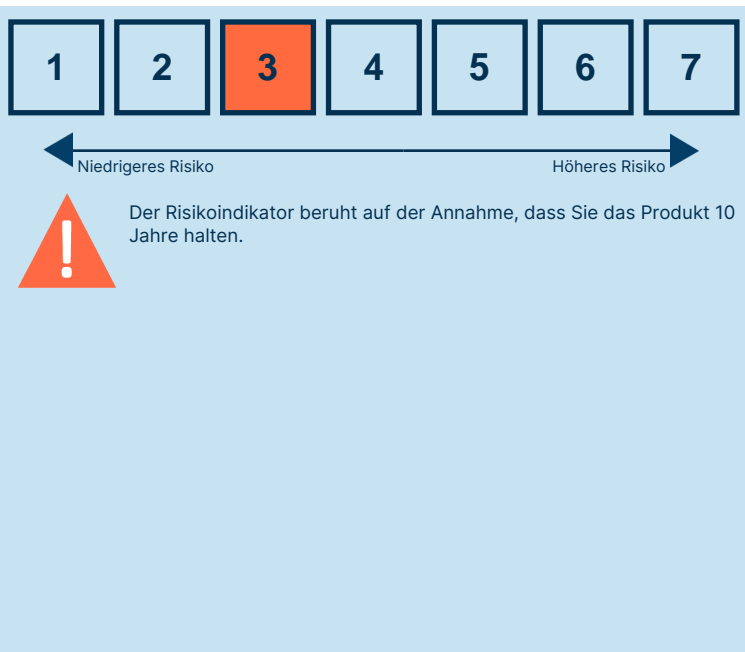 1 2 3 4 5 6 7
Niedrigeres Risiko Höheres Risiko
Der Risikoindikator beruht auf der Annahme, dass Sie das Produkt 10
Jahre halten.
!